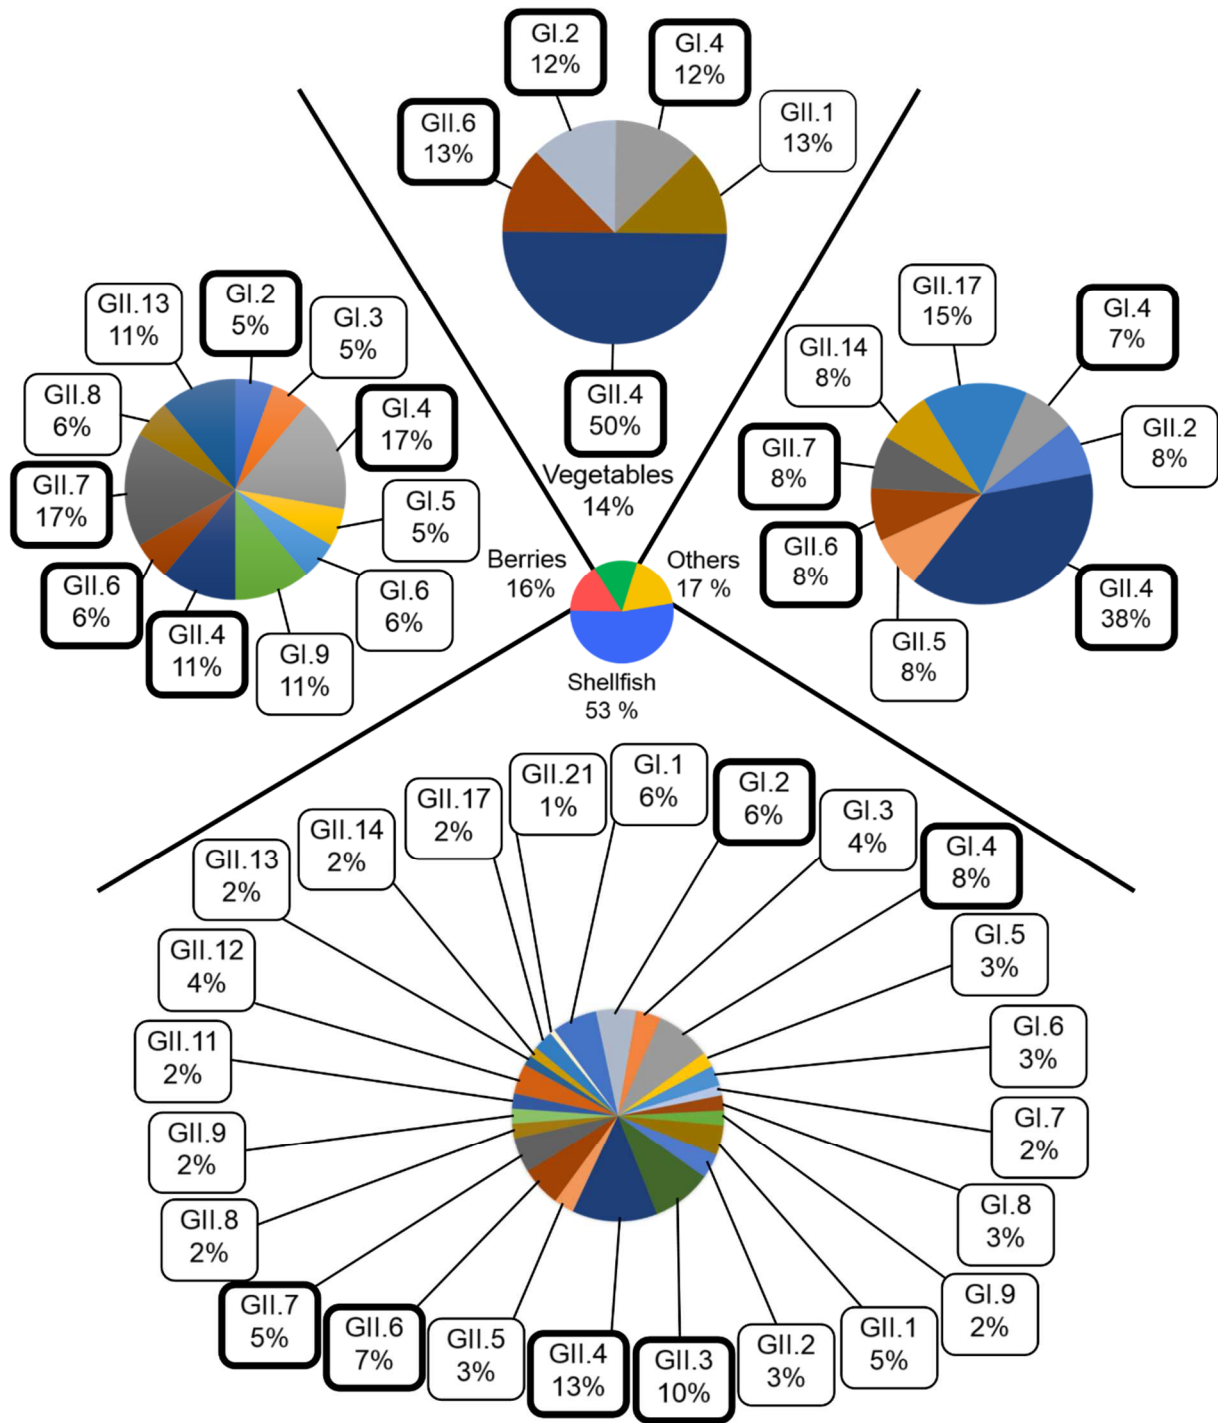 GI.2
12%
GI.4
12%
GII.6
13%
GII.1
13%
GII.4
50%
Vegetables
14%
GII.13
11%
GI.2
5%
GI.3
5%
GII.8
6%
GI.4
17%
GII.7
17%
GI.5
5%
GII.6
6%
GI.6
6%
GII.4
11%
GI.9
11%
Berries
16%
GII.17
15%
GI.4
7%
GII.14
8%
GII.2
8%
GII.7
8%
GII.6
8%
GII.4
38%
GII.5
8%
Others
17 %
Shellfish
53 %
GII.21
1%
GI.1
6%
GI.2
6%
GII.17
2%
GI.3
4%
GII.14
2%
GI.4
8%
GII.13
2%
GI.5
3%
GII.12
4%
GI.6
3%
GII.11
2%
GI.7
2%
GII.9
2%
GI.8
3%
GII.8
2%
GI.9
2%
GII.7
5%
GII.6
7%
GII.5
3%
GII.4
13%
GII.3
10%
GII.2
3%
GII.1
5%